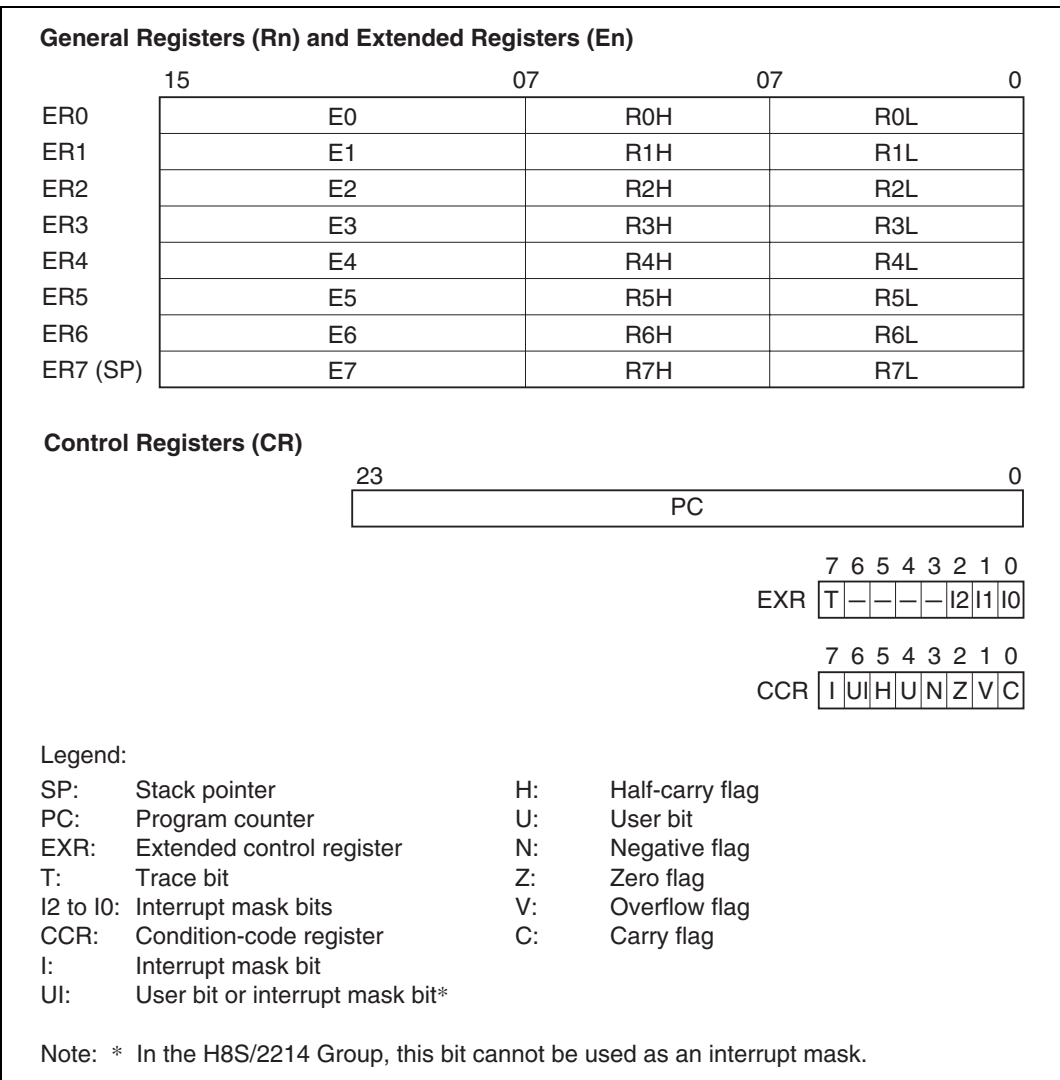 General Registers (Rn) and Extended Registers (En)
15 07 07 0
ER0 E0 R0H R0L
ER1 E1 R1H R1L
ER2 E2 R2H R2L
ER3 E3 R3H R3L
ER4 E4 R4H R4L
ER5 E5 R5H R5L
ER6 E6 R6H R6L
ER7 (SP) E7 R7H R7L
Control Registers (CR)
23 0
PC
7 6 5 4 3 2 1 0
EXR T — — — — I2 I1 I0
7 6 5 4 3 2 1 0
CCR I UI H U N Z V C
Legend:
SP: Stack pointer H: Half-carry flag
PC: Program counter U: User bit
EXR: Extended control register N: Negative flag
T: Trace bit Z: Zero flag
I2 to I0: Interrupt mask bits V: Overflow flag
CCR: Condition-code register C: Carry flag
I: Interrupt mask bit
UI: User bit or interrupt mask bit*
Note: * In the H8S/2214 Group, this bit cannot be used as an interrupt mask.